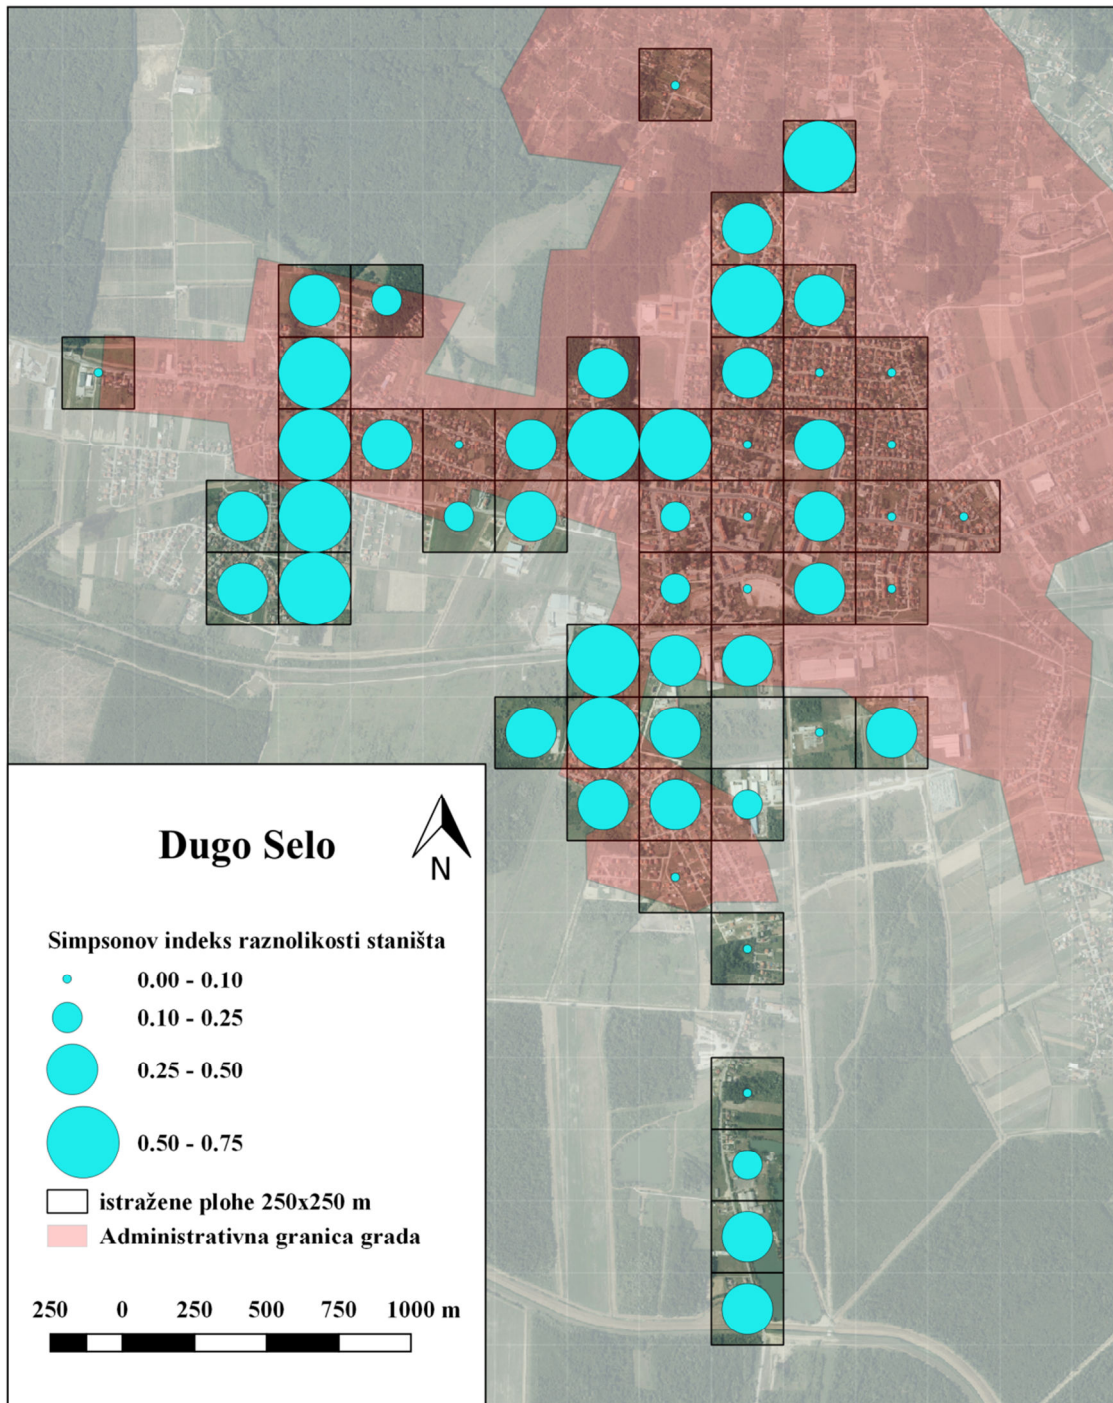 Dugo Selo
N
Simpsonov indeks raznolikosti staništa
0.00 - 0.10
0.10 - 0.25
0.25 - 0.50
0.50 - 0.75
istražene plohe 250x250 m
Administrativna granica grada
250 0 250 500 750 1000 m